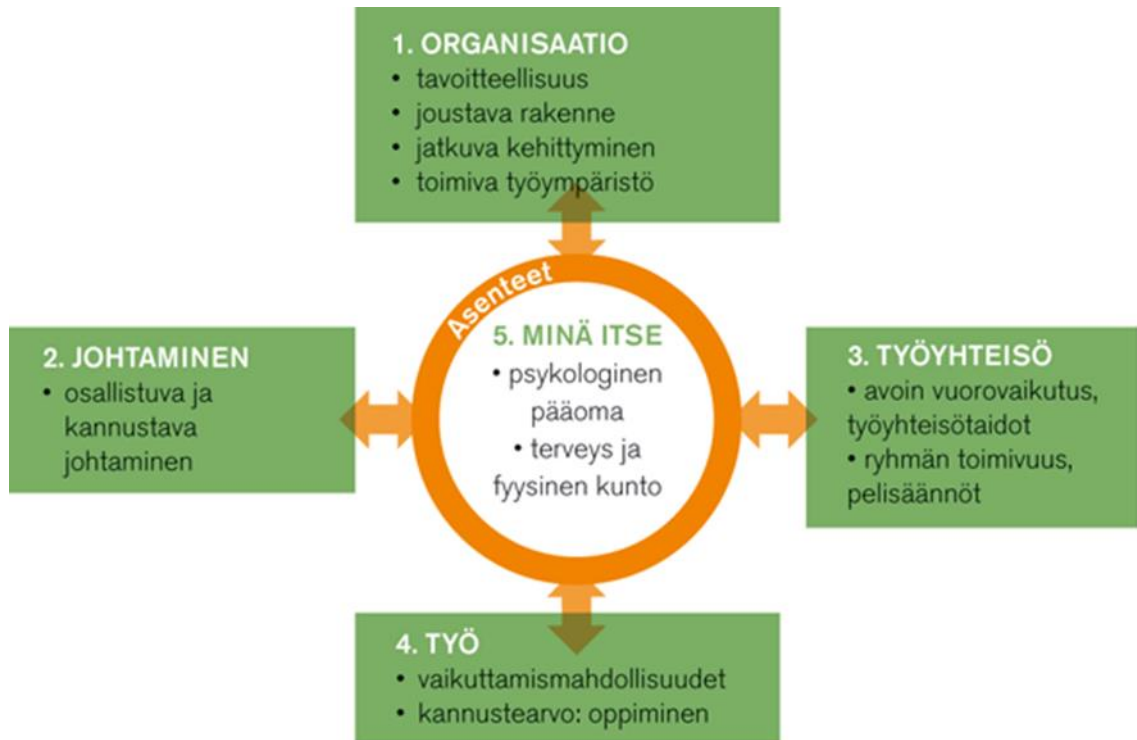 1. ORGANISAATIO
• tavoitteellisuus
• joustava rakenne
• jatkuva kehittyminen
• toimiva työympäristö
Asenteet
5. MINÄ ITSE
• psykologinen
pääoma
• terveys ja
fyysinen kunto
2. JOHTAMINEN
• osallistuva ja
kannustava
johtaminen
3. TYÖYHTEISÖ
• avoin vuorovaikutus,
työyhteisötaidot
• ryhmän toimivuus,
pelisäännöt
4. TYÖ
• vaikuttamismahdollisuudet
• kannustearvo: oppiminen